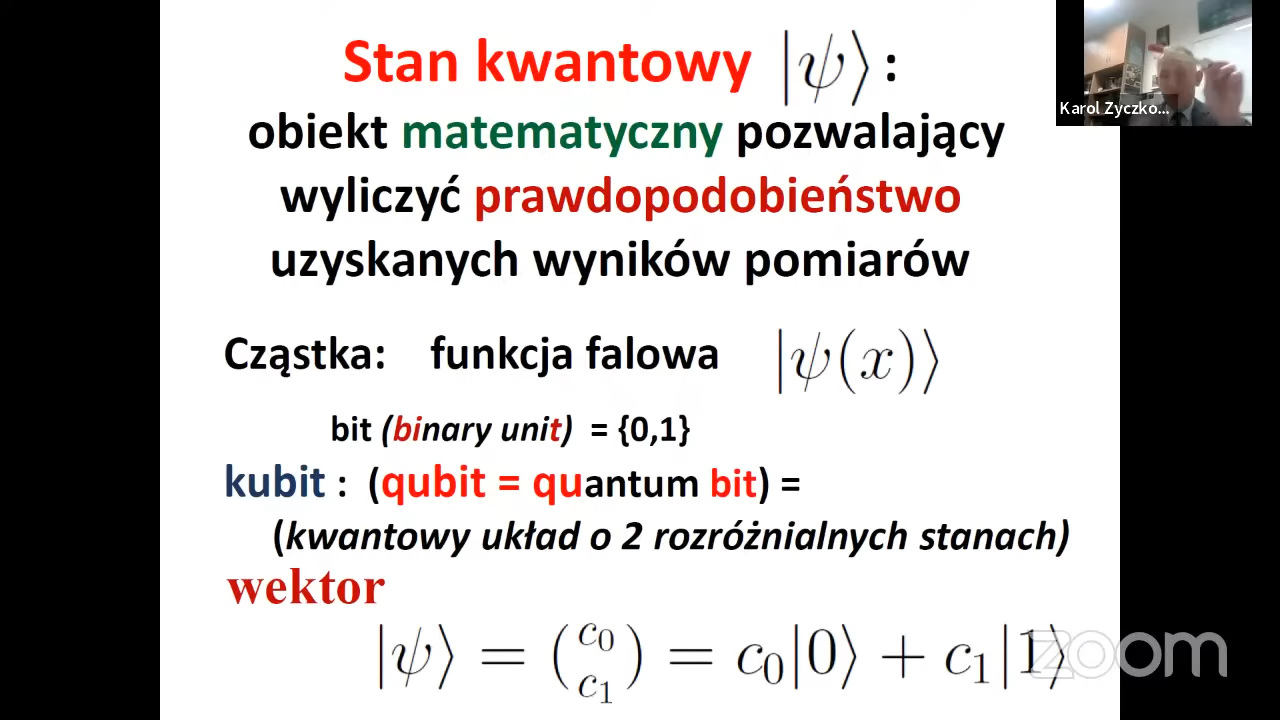 Stan kwantowy |ψ⟩ :
obiekt matematyczny pozwalający
wyliczyć prawdopodobieństwo
uzyskanych wyników pomiarów
Cząstka: funkcja falowa |ψ(x)⟩
bit (binary unit) = {0,1}
kubit : (qubit = quantum bit) =
(kwantowy układ o 2 rozróżnialnych stanach)
wektor
|ψ⟩ = (c₀ c₁) = c₀|0⟩ + c₁|1⟩
Karol Zyczko...
zoom